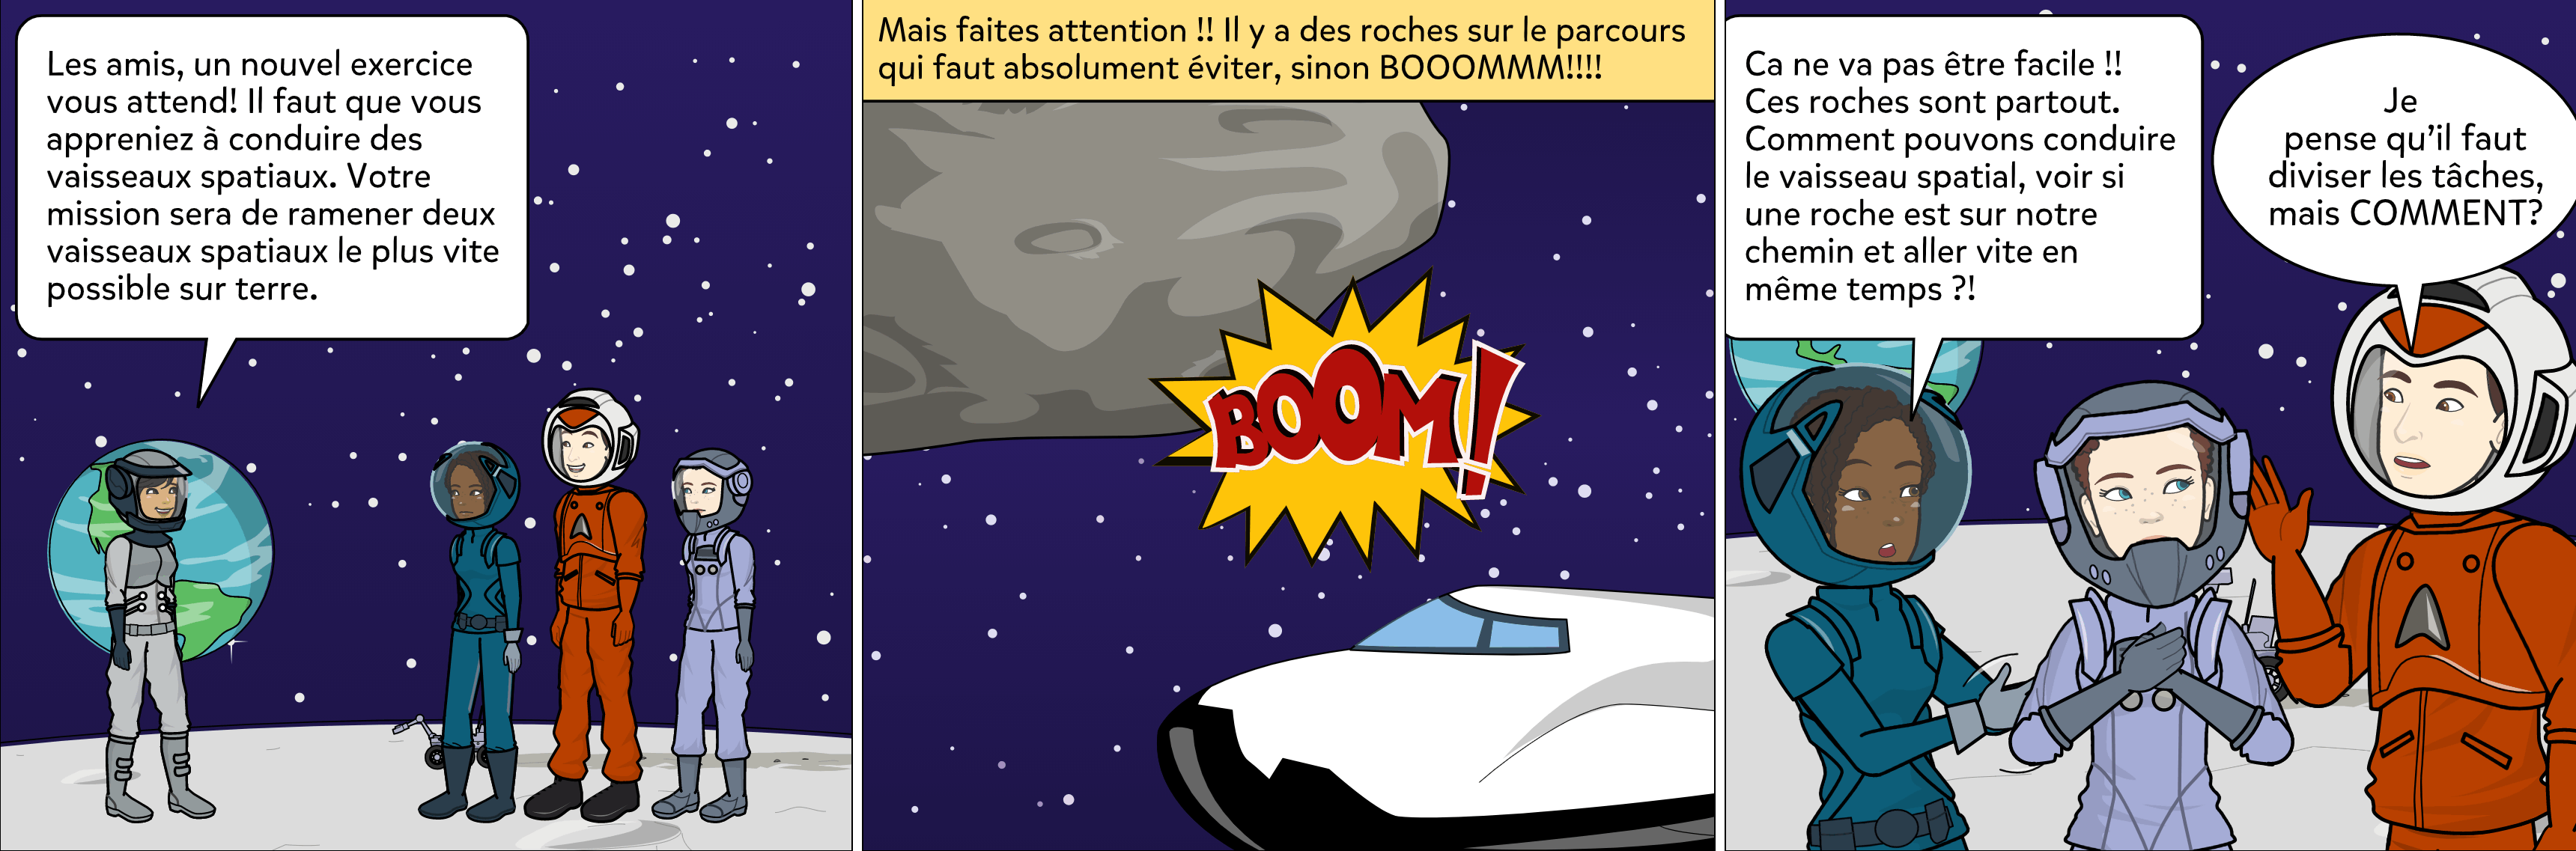 Les amis, un nouvel exercice
vous attend! Il faut que vous
appreniez à conduire des
vaisseaux spatiaux. Votre
mission sera de ramener deux
vaisseaux spatiaux le plus vite
possible sur terre.
Mais faites attention !! Il y a des roches sur le parcours
qui faut absolument éviter, sinon BOOOMMM!!!!
BOOM!
Ca ne va pas être facile !!
Ces roches sont partout.
Comment pouvons conduire
le vaisseau spatial, voir si
une roche est sur notre
chemin et aller vite en
même temps ?!
Je
pense qu'il faut
diviser les tâches,
mais COMMENT?